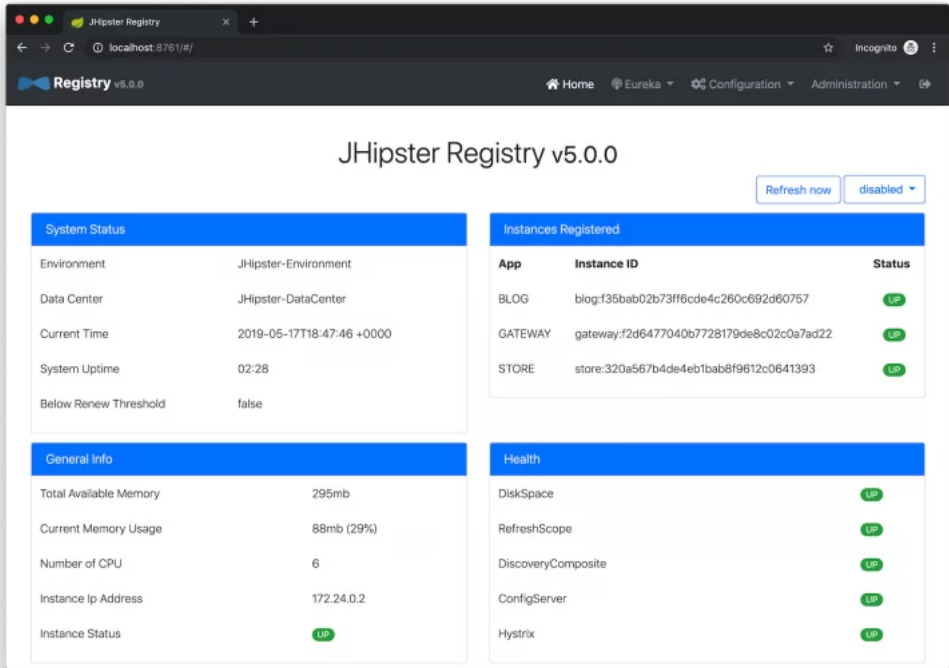 JHipster Registry
localhost:8761/#/
Incognito
Registry v5.0.0
Home Eureka Configuration Administration
JHipster Registry v5.0.0
Refresh now disabled
System Status
Environment JHipster-Environment
Data Center JHipster-DataCenter
Current Time 2019-05-17T18:47:46 +0000
System Uptime 02:28
Below Renew Threshold false
Instances Registered
App Instance ID Status
BLOG blog:f35bab02b73ff6cde4c260c692d60757 UP
GATEWAY gateway:f2d6477040b7728179de8c02c0a7ad22 UP
STORE store:320a567b4de4eb1bab8f9612c0641393 UP
General Info
Total Available Memory 295mb
Current Memory Usage 88mb (29%)
Number of CPU 6
Instance Ip Address 172.24.0.2
Instance Status UP
Health
DiskSpace UP
RefreshScope UP
DiscoveryComposite UP
ConfigServer UP
Hystrix UP